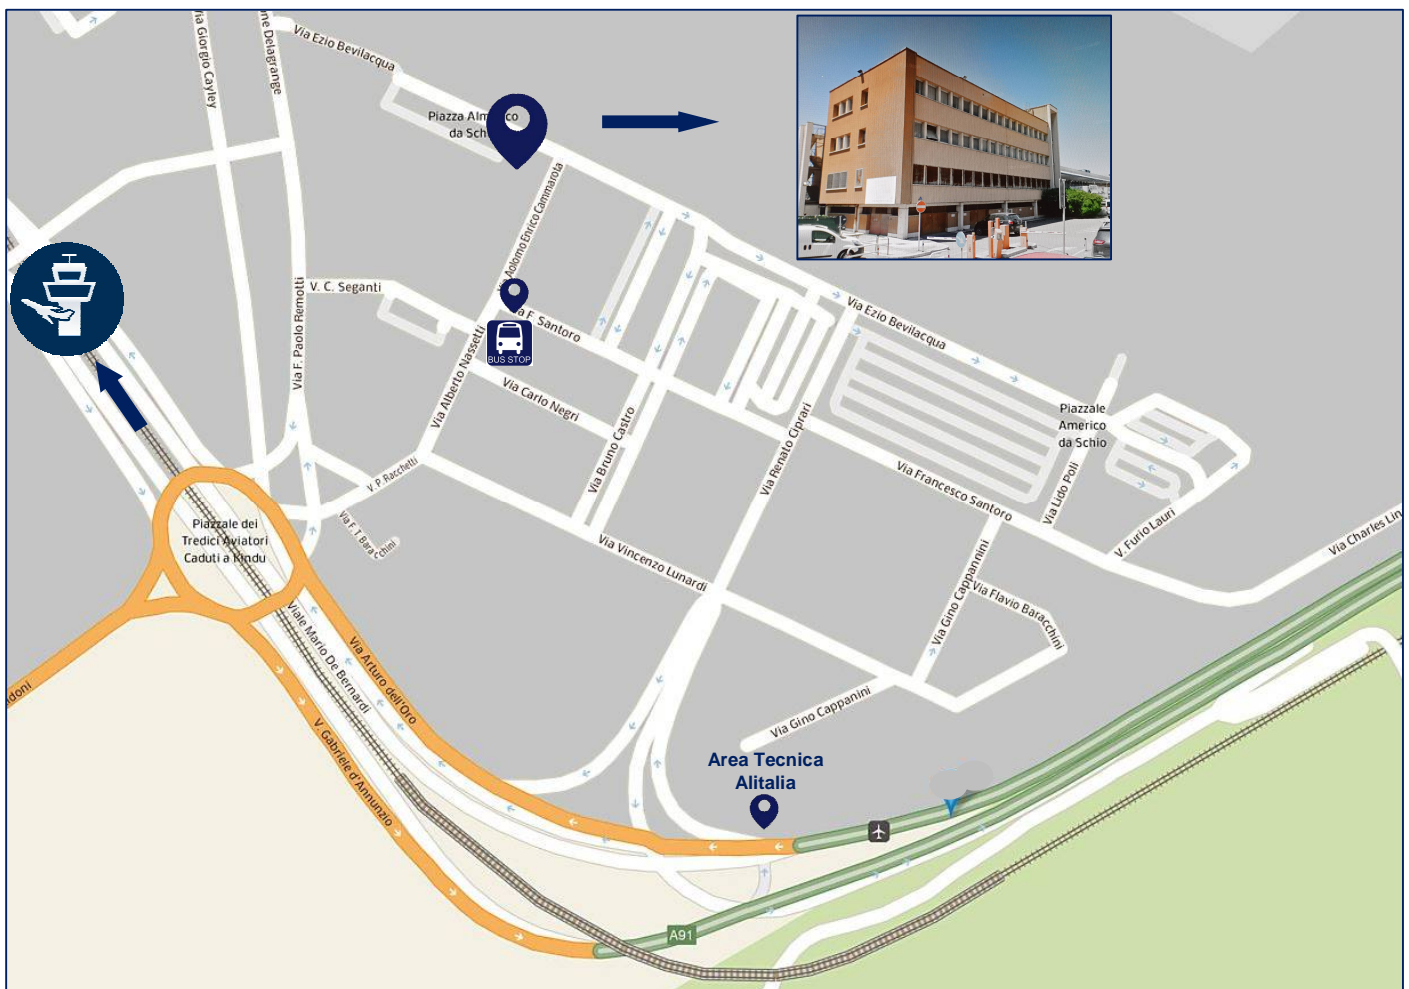 Via Giorgio Cayley
one Delagrange
Via Ezio Bevilacqua
Piazza Alm co
da Sch
Via Aolomo Enrico Cammarota
V. C. Seganti
Via F. Paolo Remotti
a F. Santoro
BUS STOP
Via Alberto Nassetti
Via Carlo Negri
Via Bruno Castro
Via Renato Ciprari
Via Ezio Bevilacqua
Piazzale
Americo
da Schio
Via Francesco Santoro
Via Lido Poli
V. Furio Lauri
Via Charles Lin
V. P. Racchetti
Via F. T. Baracchini
Piazzale dei
Tredici Aviatori
Caduti a Kindu
Via Vincenzo Lunardi
Via Gino Cappannini
Via Flavio Baracchini
Viale Mario De Bernardi
Via Arturo dell'Oro
V. Gabriele d'Annunzio
Via Gino Cappanini
idoni
Area Tecnica
Alitalia
A91